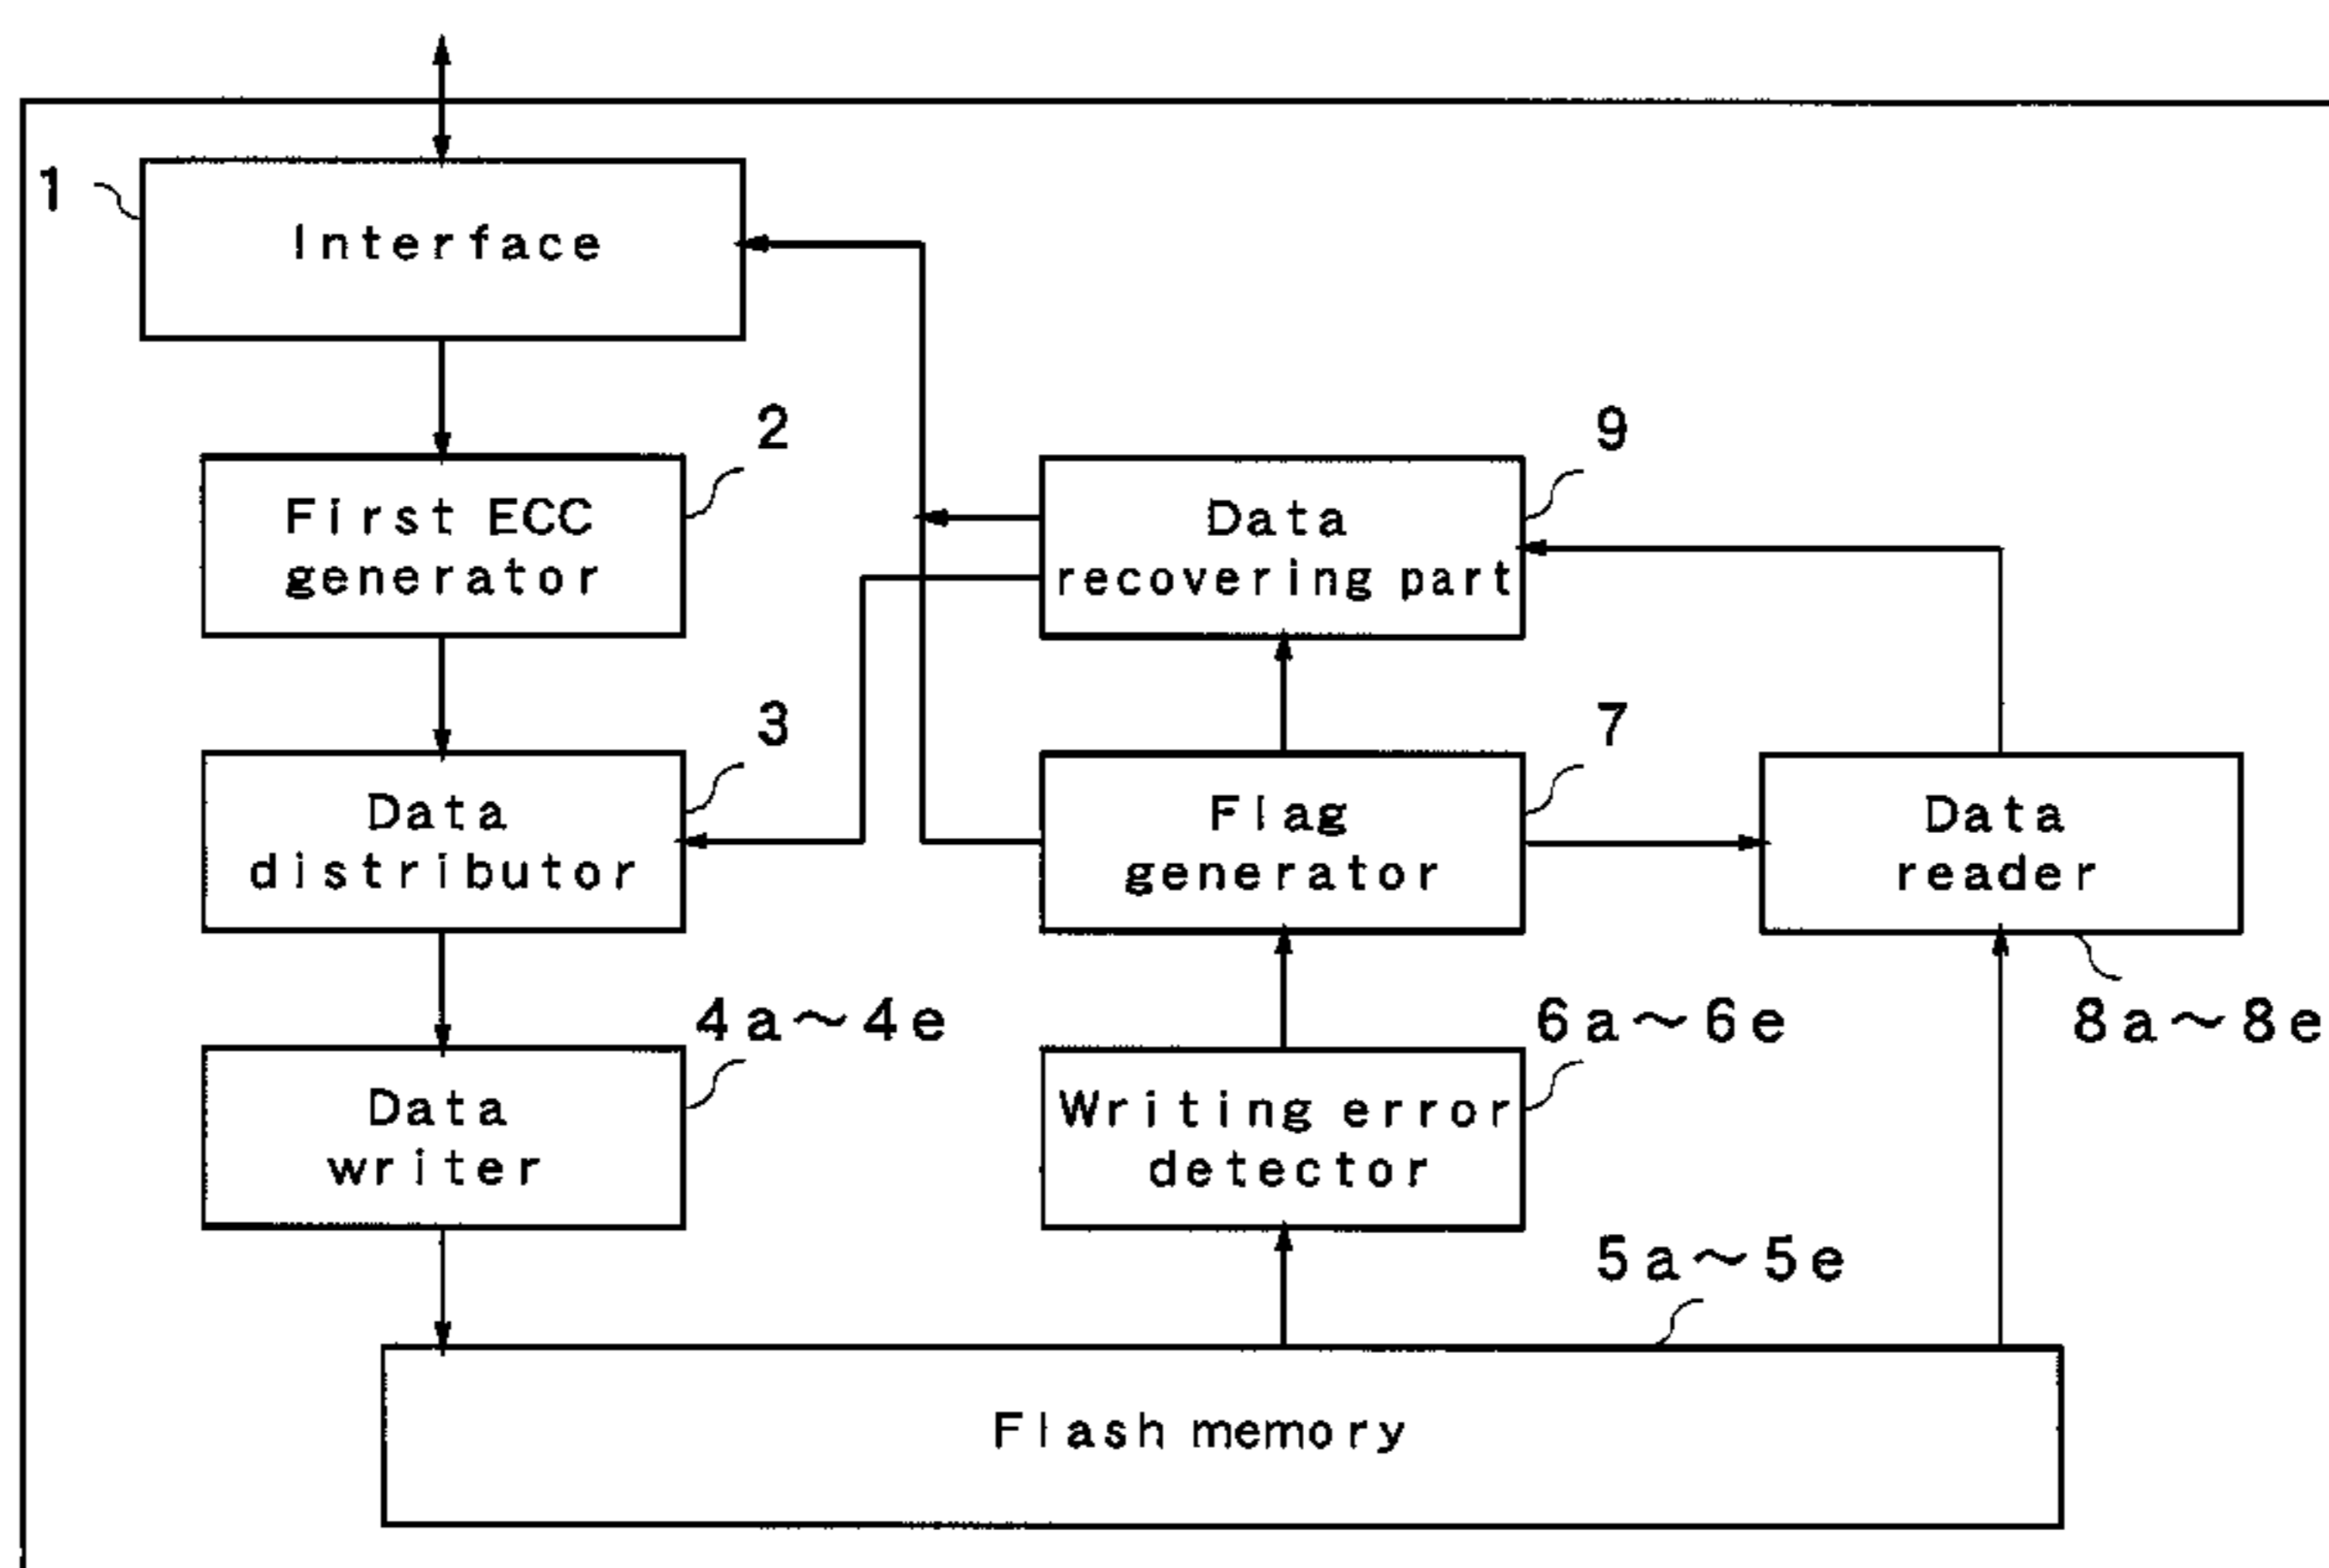 1
Interface
2
First ECC
generator
9
Data
recovering part
3
Data
distributor
7
Flag
generator
Data
reader
4a～4e
Data
writer
6a～6e
Writing error
detector
8a～8e
5a～5e
Flash memory